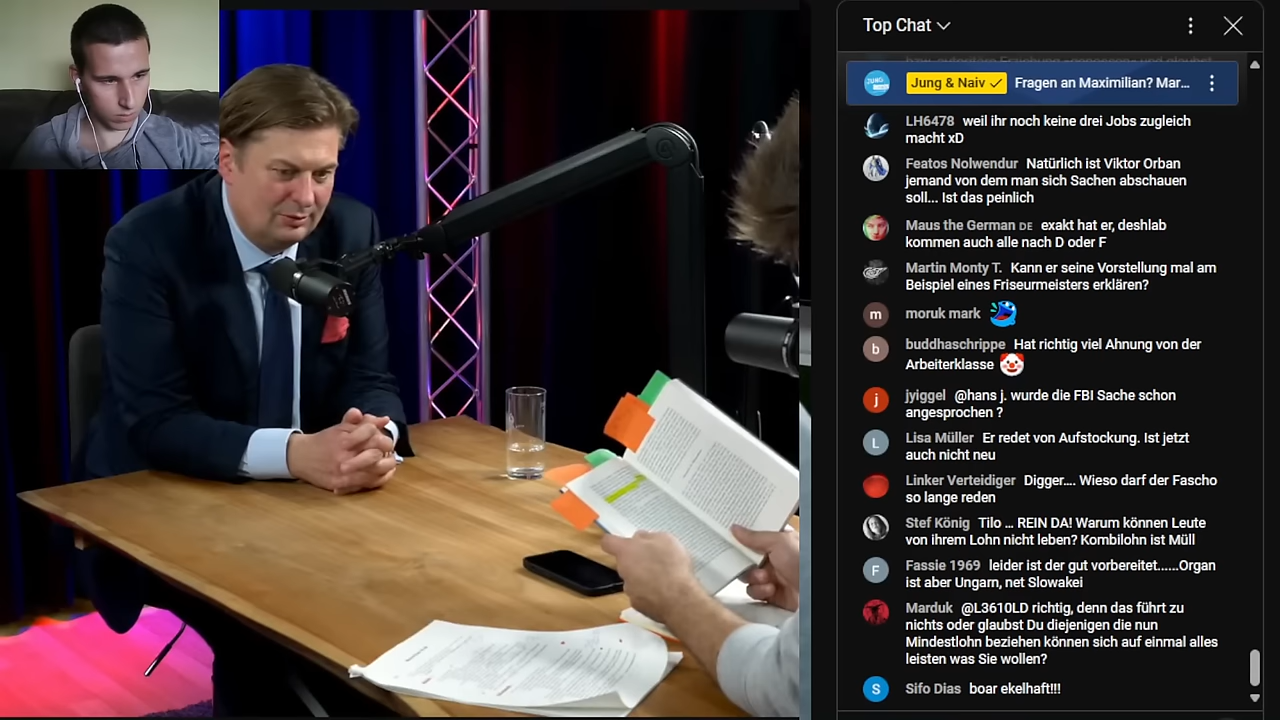 Top Chat
Jung & Naiv Fragen an Maximilian? Mar...
LH6478 weil ihr noch keine drei Jobs zugleich
macht xD
Featos Nolwendur Natürlich ist Viktor Orban
jemand von dem man sich Sachen abschauen
soll... Ist das peinlich
Maus the German DE exakt hat er, deshlab
kommen auch alle nach D oder F
Martin Monty T. Kann er seine Vorstellung mal am
Beispiel eines Friseurmeisters erklären?
m moruk mark
b buddhaschrippe Hat richtig viel Ahnung von der
Arbeiterklasse
j jyiggel @hans j. wurde die FBI Sache schon
angesprochen ?
L Lisa Müller Er redet von Aufstockung. Ist jetzt
auch nicht neu
Linker Verteidiger Digger.... Wieso darf der Fascho
so lange reden
Stef König Tilo ... REIN DA! Warum können Leute
von ihrem Lohn nicht leben? Kombilohn ist Müll
F Fassie 1969 leider ist der gut vorbereitet......Organ
ist aber Ungarn, net Slowakei
Marduk @L3610LD richtig, denn das führt zu
nichts oder glaubst Du diejenigen die nun
Mindestlohn beziehen können sich auf einmal alles
leisten was Sie wollen?
S Sifo Dias boar ekelhaft!!!